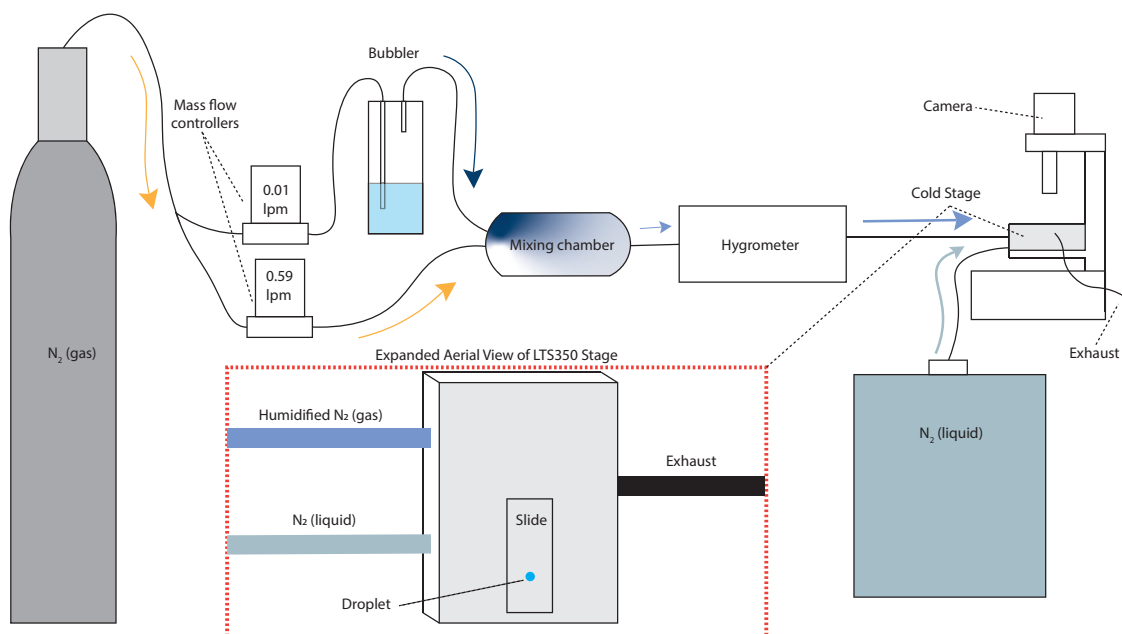 Bubbler
Mass flow
controllers
Camera
0.01
lpm
Cold Stage
Mixing chamber
Hygrometer
0.59
lpm
N₂ (gas)
Exhaust
Expanded Aerial View of LTS350 Stage
Humidified N₂ (gas)
N₂ (liquid)
Exhaust
N₂ (liquid)
Slide
Droplet